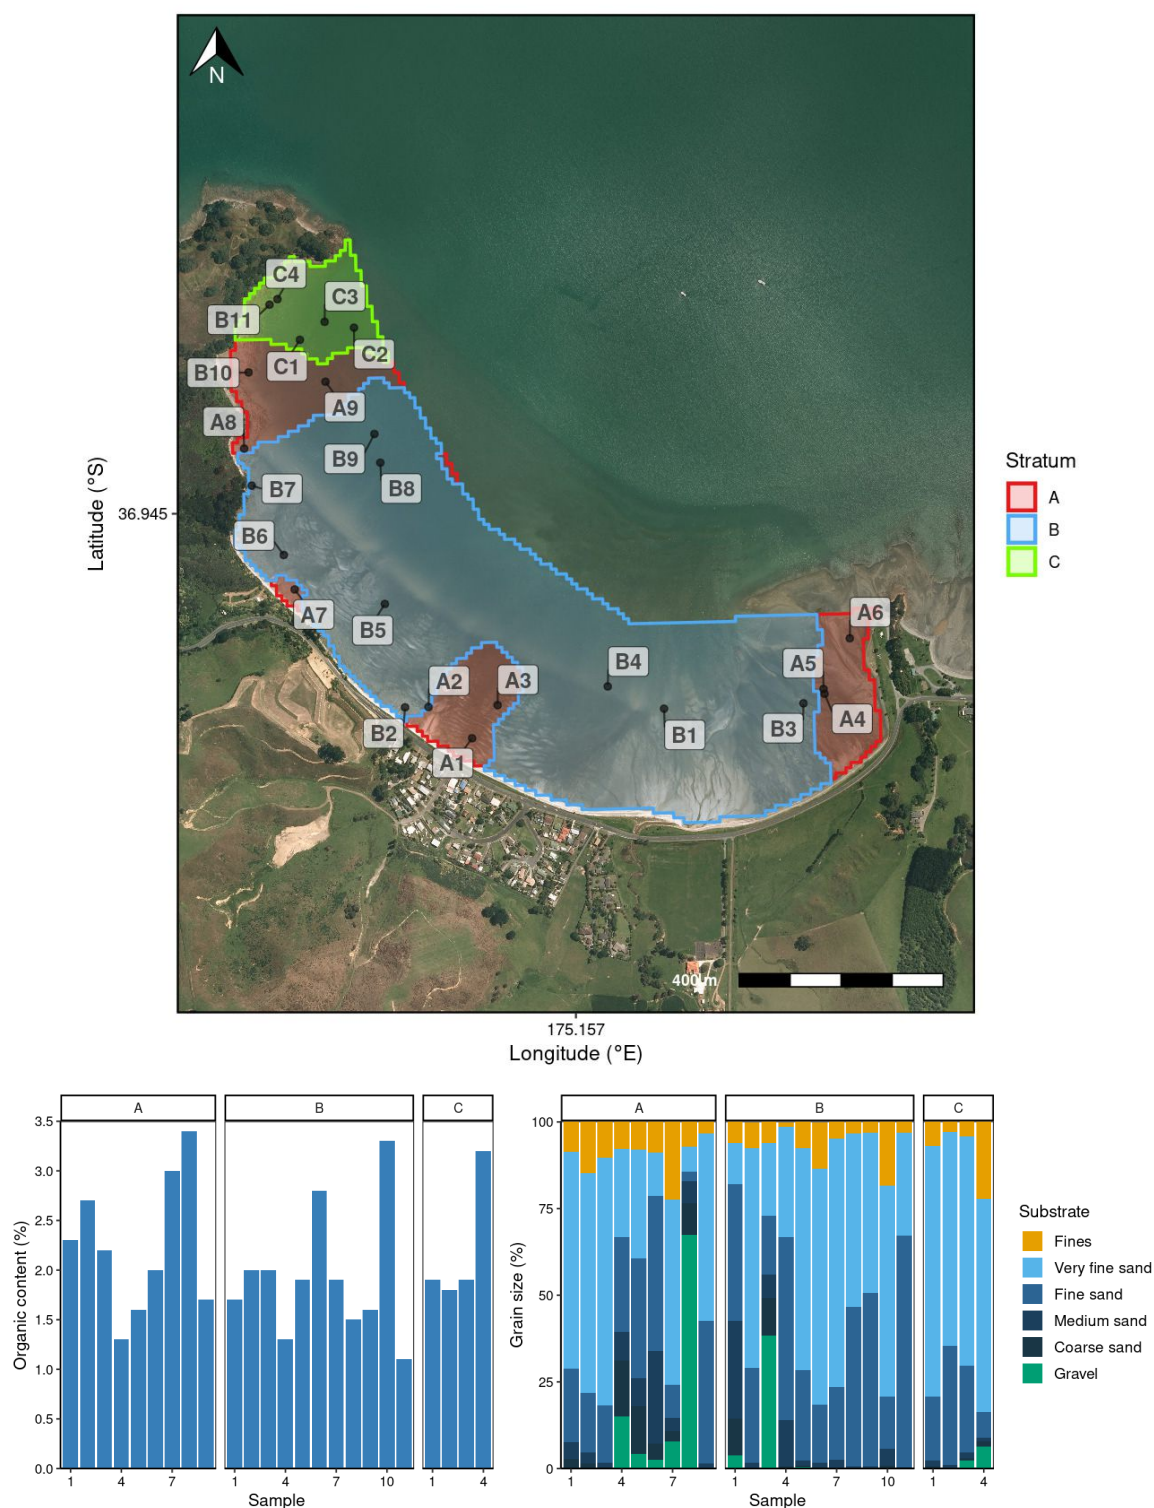 N
C4
C3
B11
C1
C2
B10
A9
A8
B9
B8
B7
B6
A7
B5
A6
B4
A5
A2
A3
B2
B1
B3
A4
A1
400 m
36.945
Latitude (°S)
175.157
Longitude (°E)
Stratum
A
B
C
A
B
C
3.5
3.0
2.5
2.0
1.5
1.0
0.5
0.0
Organic content (%)
1
4
7
1
4
7
10
1
4
Sample
A
B
C
100
75
50
25
0
Grain size (%)
1
4
7
1
4
7
10
1
4
Sample
Substrate
Fines
Very fine sand
Fine sand
Medium sand
Coarse sand
Gravel